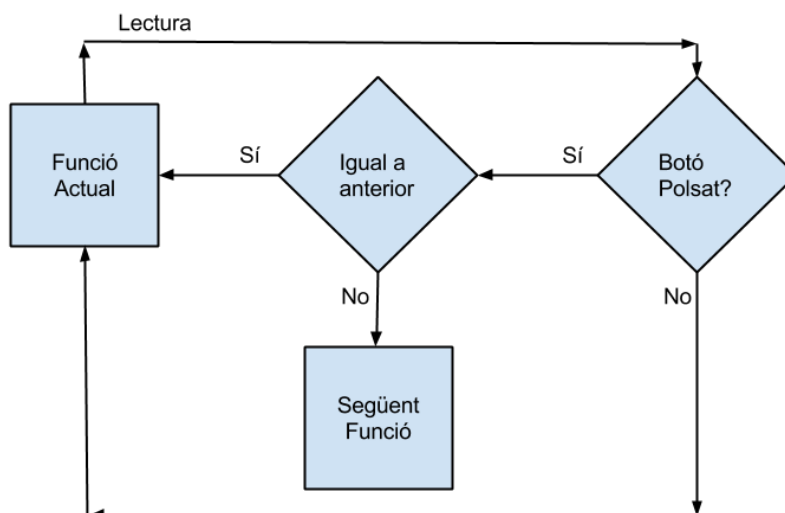 Lectura
Funció
Actual
Sí
Igual a
anterior
Sí
Botó
Polsat?
No
No
Següent
Funció